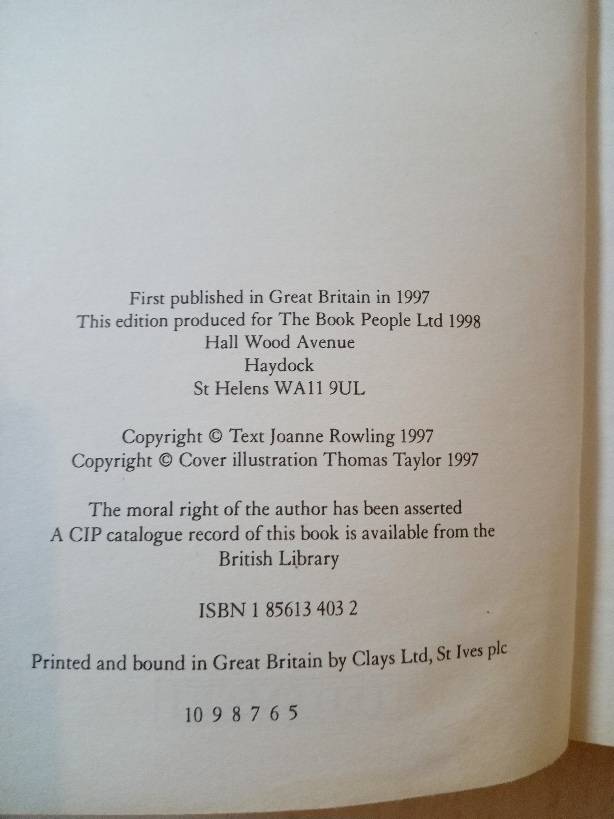 First published in Great Britain in 1997
This edition produced for The Book People Ltd 1998
Hall Wood Avenue
Haydock
St Helens WA11 9UL
Copyright © Text Joanne Rowling 1997
Copyright © Cover illustration Thomas Taylor 1997
The moral right of the author has been asserted
A CIP catalogue record of this book is available from the
British Library
ISBN 1 85613 403 2
Printed and bound in Great Britain by Clays Ltd, St Ives plc
10 9 8 7 6 5